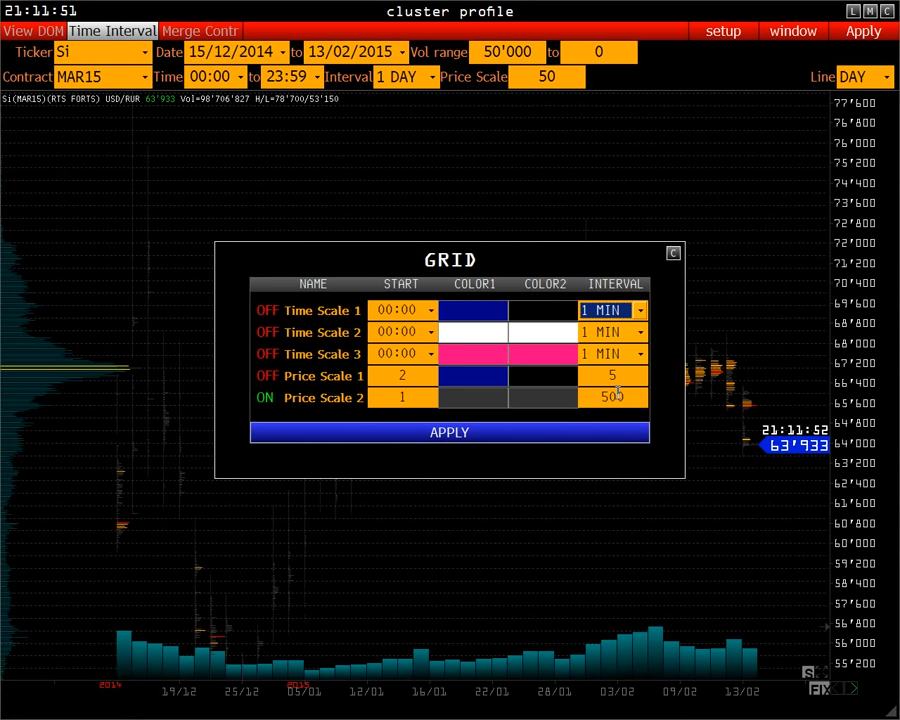 21:11:51 cluster profile L M C
View DOM Time Interval Merge Contr setup window Apply
Ticker Si Date 15/12/2014 to 13/02/2015 Vol range 50'000 to 0
Contract MAR15 Time 00:00 to 23:59 Interval 1 DAY Price Scale 50 Line DAY
Si(MAR15)(RTS FORTS) USD/RUR 63'933 Vol=98'706'827 H/L=78'700/53'150
77'600
76'800
76'000
75'200
74'400
73'600
72'800
72'000
71'200
70'400
69'600
68'800
68'000
67'200
66'400
65'600
64'000
63'200
62'400
61'600
60'800
60'000
59'200
58'400
57'600
56'800
56'000
55'200
21:11:52
63'933
GRID C
NAME START COLOR1 COLOR2 INTERVAL
OFF Time Scale 1 00:00 1 MIN
OFF Time Scale 2 00:00 1 MIN
OFF Time Scale 3 00:00 1 MIN
OFF Price Scale 1 2 5
ON Price Scale 2 1 500
APPLY
S
FIX
2014 2015
19/12 25/12 05/01 12/01 16/01 22/01 28/01 03/02 09/02 13/02